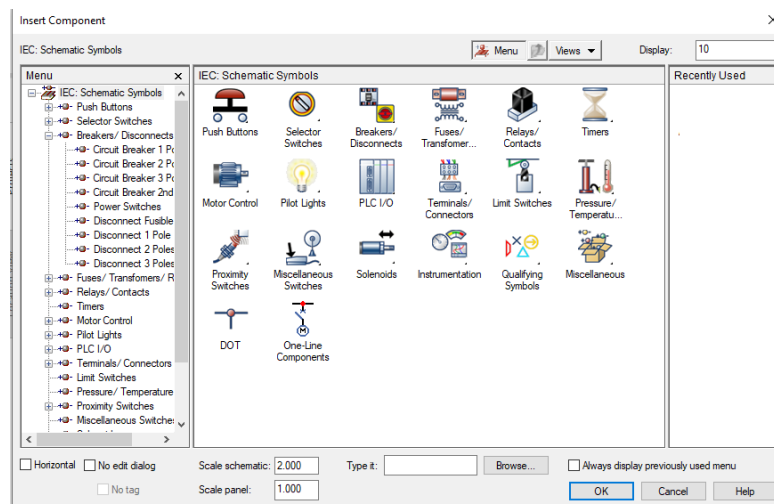 Insert Component
IEC: Schematic Symbols
Menu
Views
Display:
10
Menu
IEC: Schematic Symbols
Push Buttons
Selector Switches
Breakers/ Disconnects
Circuit Breaker 1 Po
Circuit Breaker 2 Po
Circuit Breaker 3 Po
Circuit Breaker 2nd
Power Switches
Disconnect Fusible
Disconnect 1 Pole
Disconnect 2 Poles
Disconnect 3 Poles
Fuses/ Transfomers/ R
Relays/ Contacts
Timers
Motor Control
Pilot Lights
PLC I/O
Terminals/ Connectors
Limit Switches
Pressure/ Temperature
Proximity Switches
Miscellaneous Switche
IEC: Schematic Symbols
Push Buttons
Selector
Switches
Breakers/
Disconnects
Fuses/
Transfomer...
Relays/
Contacts
Timers
Motor Control
Pilot Lights
PLC I/O
Terminals/
Connectors
Limit Switches
Pressure/
Temperatu...
Proximity
Switches
Miscellaneous
Switches
Solenoids
Instrumentation
Qualifying
Symbols
Miscellaneous
DOT
One-Line
Components
Recently Used
Horizontal
No edit dialog
No tag
Scale schematic:
2.000
Scale panel:
1.000
Type it:
Browse...
Always display previously used menu
OK
Cancel
Help